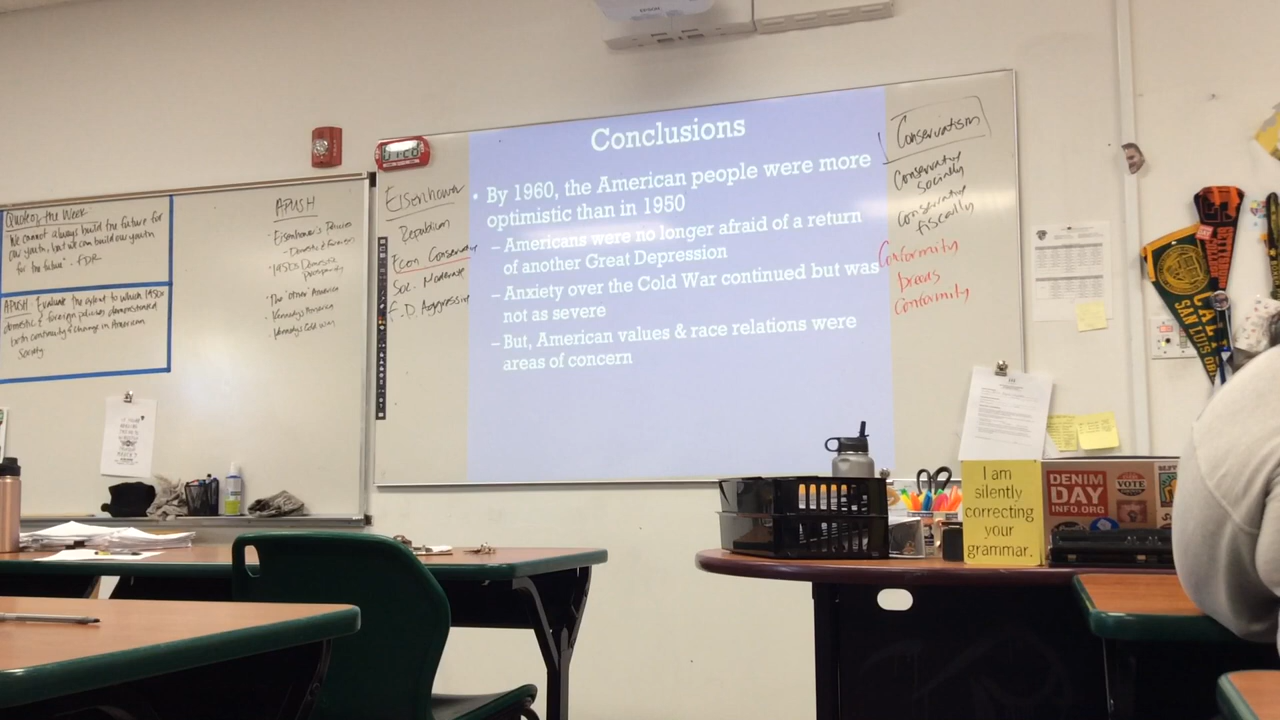 EPSON
Conclusions
• By 1960, the American people were more
optimistic than in 1950
– Americans were no longer afraid of a return
of another Great Depression
– Anxiety over the Cold War continued but was
not as severe
– But, American values & race relations were
areas of concern
Quote of the Week:
"We cannot always build the future for
our youth, but we can build our youth
for the future" - FDR
APUSH: Evaluate the extent to which 1950s
domestic & foreign policies demonstrated
both continuity & change in American
Society.
APUSH
Eisenhower's Policies
- Domestic & Foreign
1950s Domestic
Prosperity
The "other" America
Kennedy's America
Kennedy's Cold War
Eisenhower
Republican
Econ Conserv
Soc. Moderate
F.P. Aggressive
Conservatism
Conservative
socially
Conservative
fiscally
Conformity
breeds
Conformity
I am
silently
correcting
your
grammar.
DENIM
DAY
INFO.ORG
VOTE
CAL P
SAN LUIS OBI
GETTYSBURG